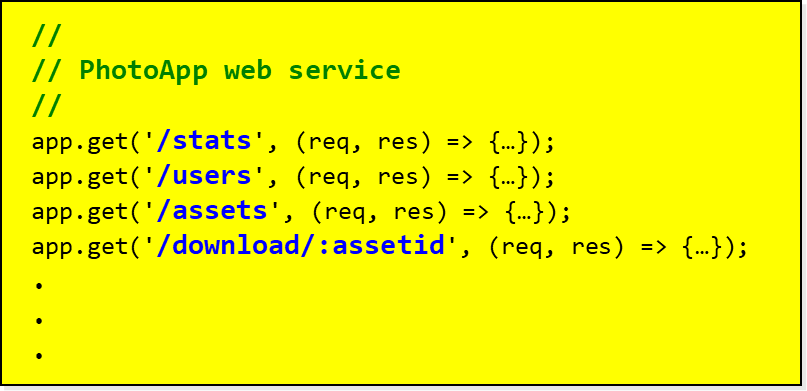 //
// PhotoApp web service
//
app.get('/stats', (req, res) => {…});
app.get('/users', (req, res) => {…});
app.get('/assets', (req, res) => {…});
app.get('/download/:assetid', (req, res) => {…});
.
.
.